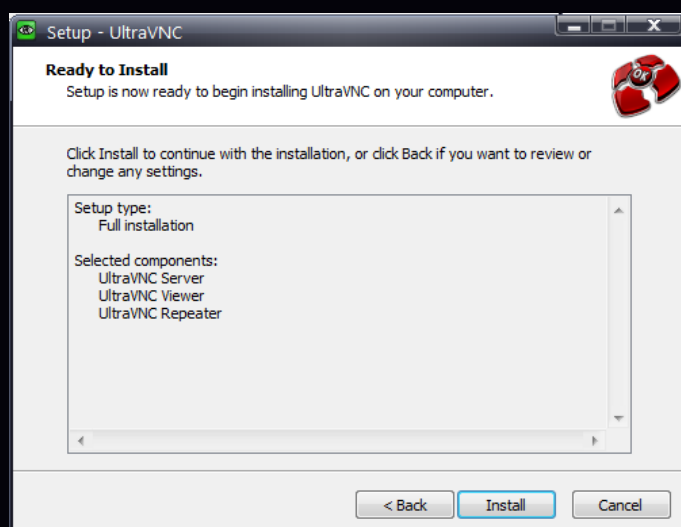 Setup - UltraVNC
Ready to Install
Setup is now ready to begin installing UltraVNC on your computer.
OK
Click Install to continue with the installation, or click Back if you want to review or
change any settings.
Setup type:
Full installation
Selected components:
UltraVNC Server
UltraVNC Viewer
UltraVNC Repeater
< Back
Install
Cancel